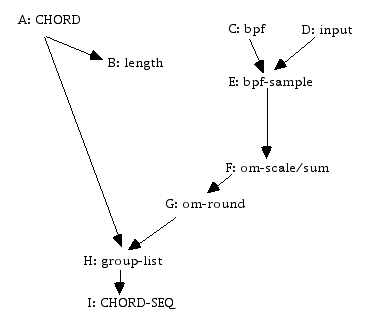 A: CHORD
C: bpf
D: input
B: length
E: bpf-sample
F: om-scale/sum
G: om-round
H: group-list
I: CHORD-SEQ